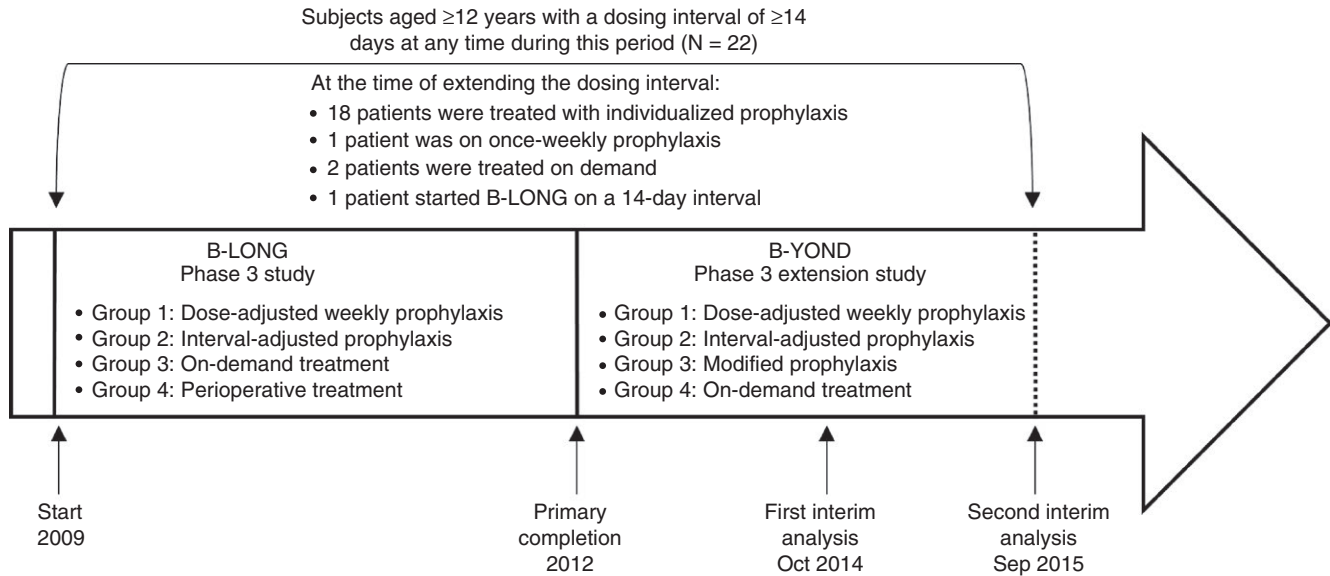 Subjects aged ≥12 years with a dosing interval of ≥14
days at any time during this period (N = 22)
At the time of extending the dosing interval:
• 18 patients were treated with individualized prophylaxis
• 1 patient was on once-weekly prophylaxis
• 2 patients were treated on demand
• 1 patient started B-LONG on a 14-day interval
B-LONG
Phase 3 study
• Group 1: Dose-adjusted weekly prophylaxis
• Group 2: Interval-adjusted prophylaxis
• Group 3: On-demand treatment
• Group 4: Perioperative treatment
B-YOND
Phase 3 extension study
• Group 1: Dose-adjusted weekly prophylaxis
• Group 2: Interval-adjusted prophylaxis
• Group 3: Modified prophylaxis
• Group 4: On-demand treatment
Start
2009
Primary
completion
2012
First interim
analysis
Oct 2014
Second interim
analysis
Sep 2015